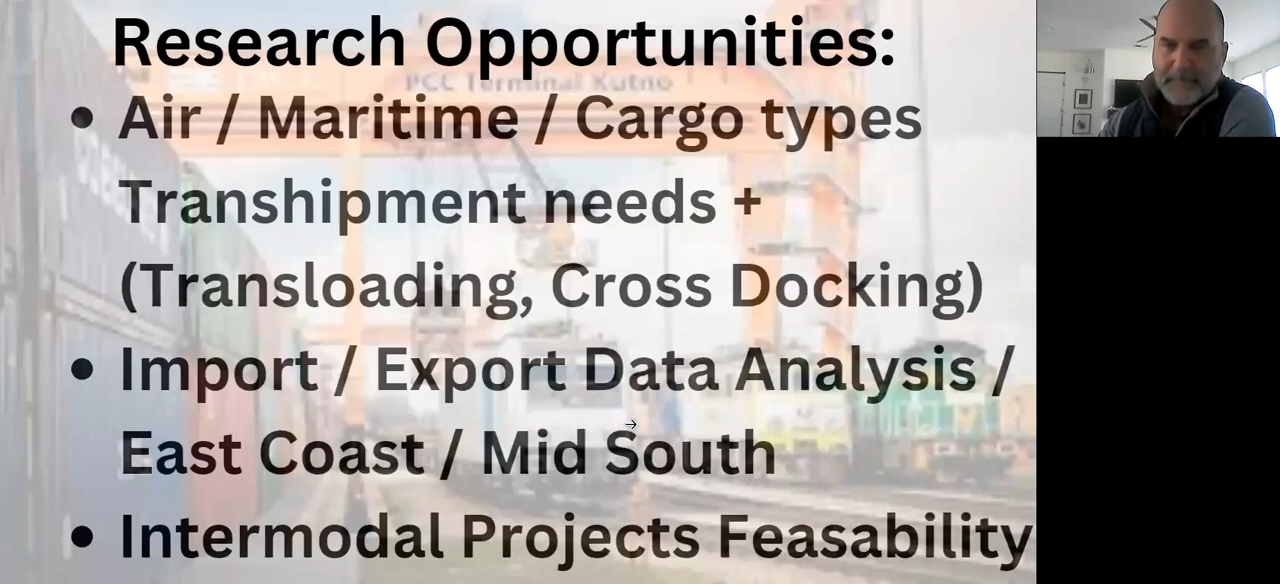 Research Opportunities:
PCC Terminal Kutno
• Air / Maritime / Cargo types
Transhipment needs +
(Transloading, Cross Docking)
• Import / Export Data Analysis /
East Coast / Mid South
• Intermodal Projects Feasability